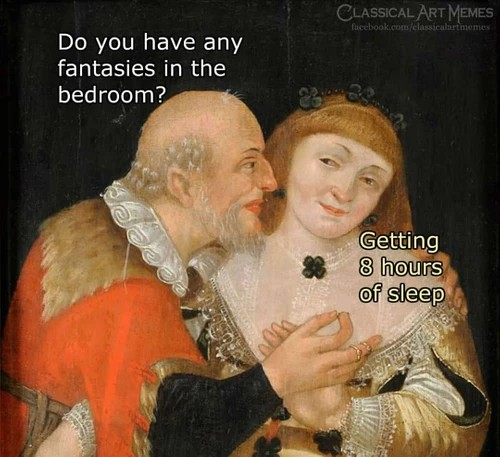 CLASSICAL ART MEMES
facebook.com/classicalartmemes
Do you have any
fantasies in the
bedroom?
Getting
8 hours
of sleep